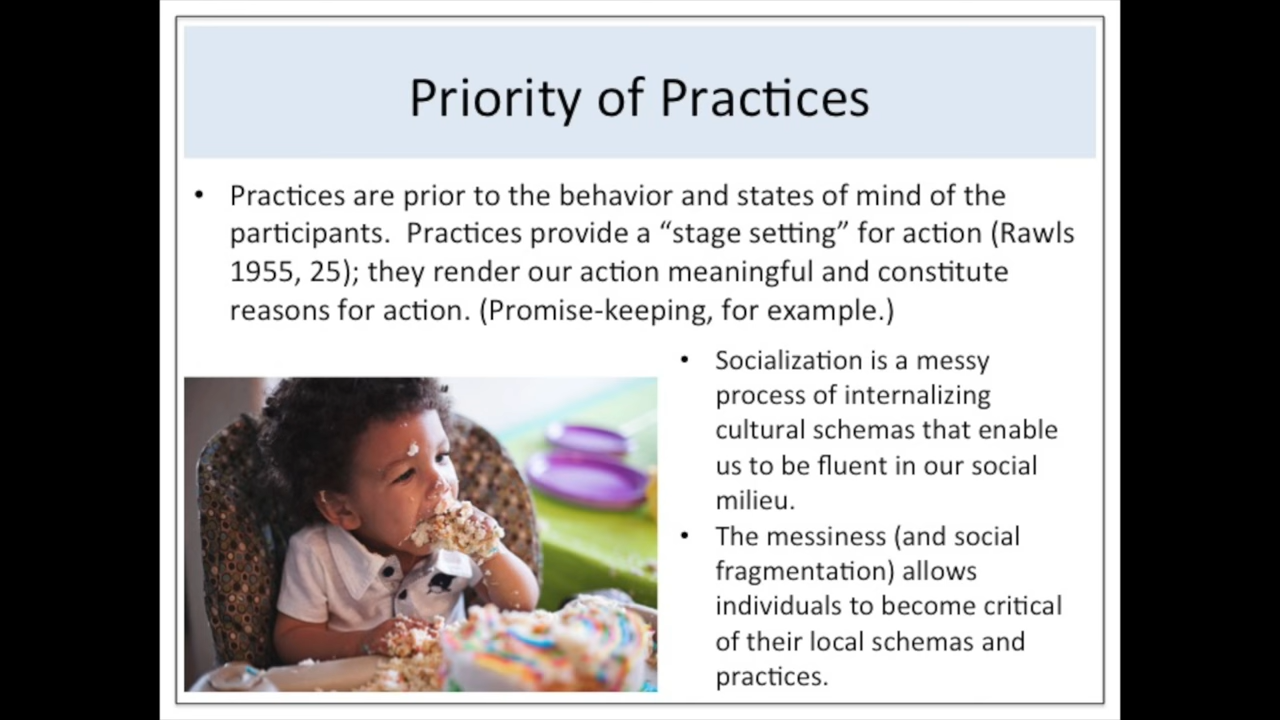 Priority of Practices
• Practices are prior to the behavior and states of mind of the
participants.  Practices provide a “stage setting” for action (Rawls
1955, 25); they render our action meaningful and constitute
reasons for action. (Promise-keeping, for example.)
• Socialization is a messy
process of internalizing
cultural schemas that enable
us to be fluent in our social
milieu.
• The messiness (and social
fragmentation) allows
individuals to become critical
of their local schemas and
practices.